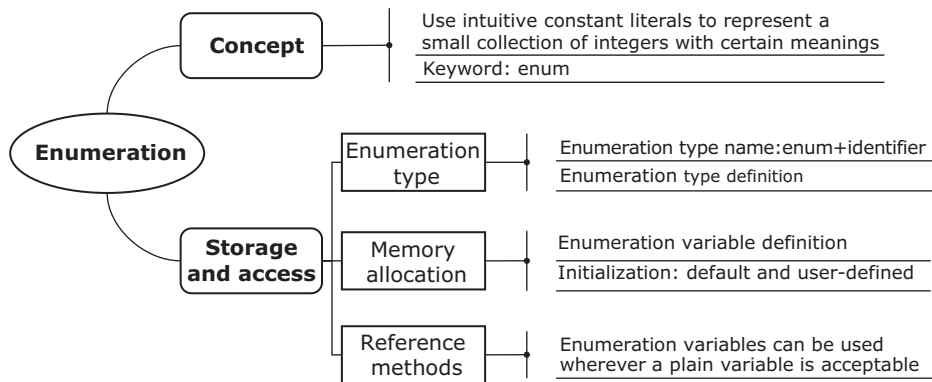 Enumeration
Concept
Use intuitive constant literals to represent a
small collection of integers with certain meanings
Keyword: enum
Storage
and access
Enumeration
type
Enumeration type name:enum+identifier
Enumeration type definition
Memory
allocation
Enumeration variable definition
Initialization: default and user-defined
Reference
methods
Enumeration variables can be used
wherever a plain variable is acceptable